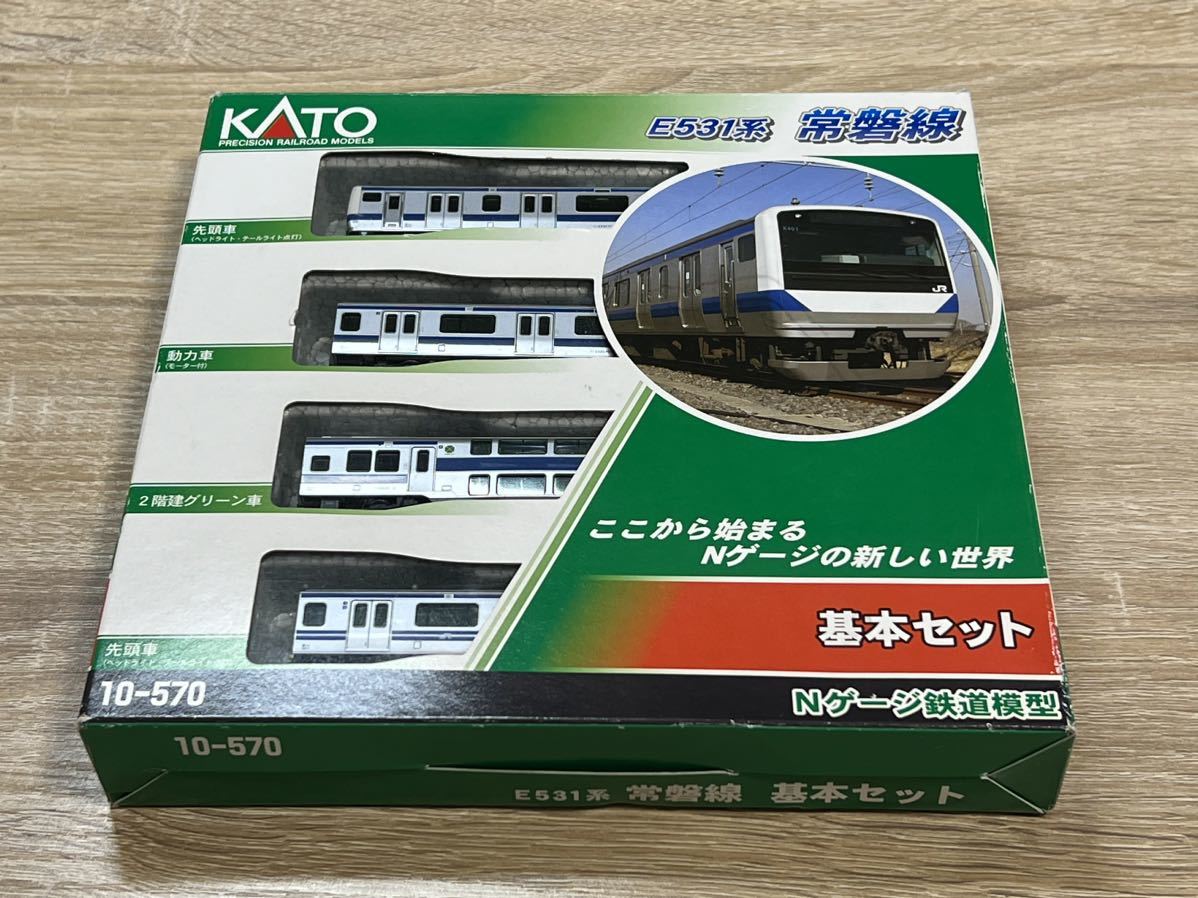 KATO
PRECISION RAILROAD MODELS
E531系 常磐線
先頭車
(ヘッドライト・テールライト点灯)
動力車
(モーター付)
2階建グリーン車
先頭車
K401
JR
ここから始まる
Nゲージの新しい世界
基本セット
10-570
Nゲージ鉄道模型
10-570
E531系 常磐線 基本セット